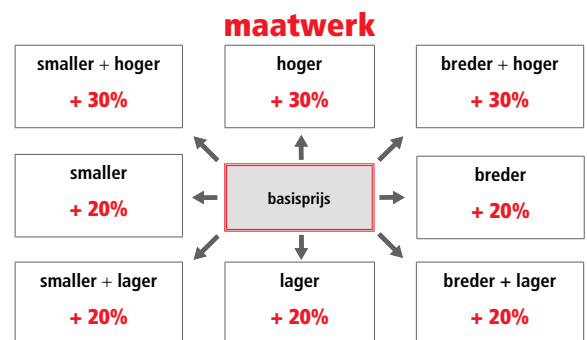 maatwerk
smaller + hoger
+ 30%
hoger
+ 30%
breder + hoger
+ 30%
smaller
+ 20%
basisprijs
breder
+ 20%
smaller + lager
+ 20%
lager
+ 20%
breder + lager
+ 20%